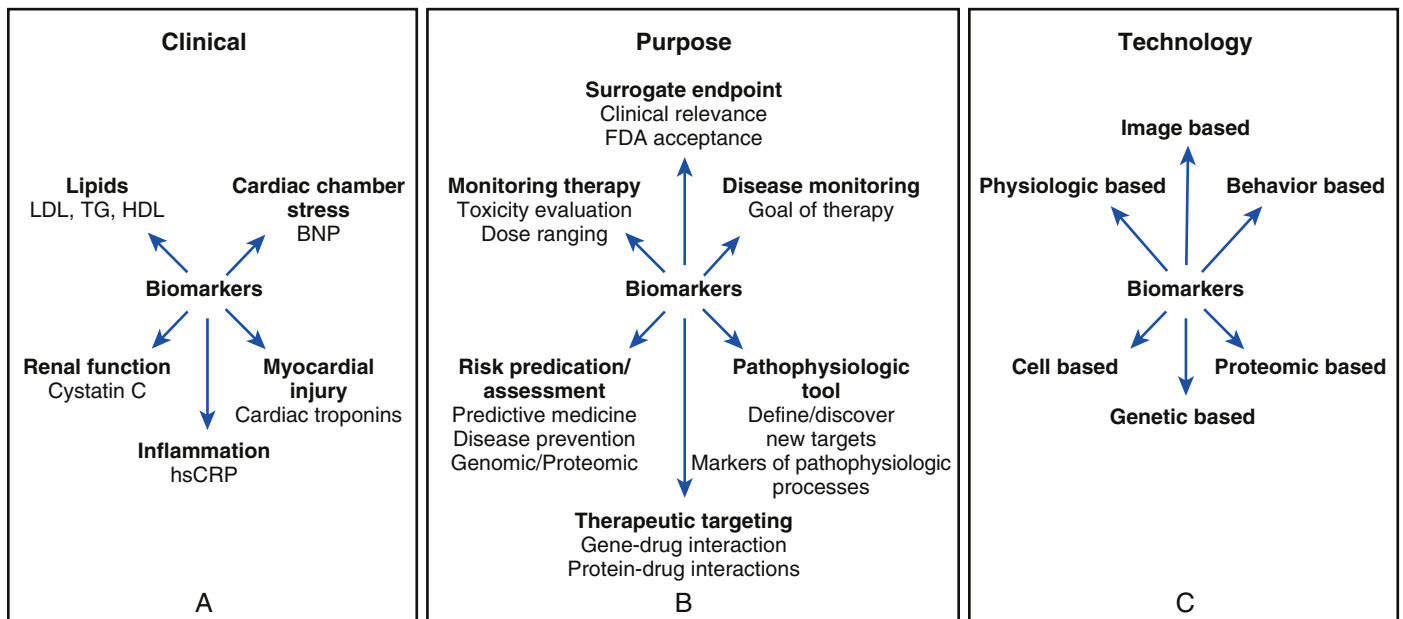 Clinical
Lipids
LDL, TG, HDL
Cardiac chamber
stress
BNP
Biomarkers
Renal function
Cystatin C
Myocardial
injury
Cardiac troponins
Inflammation
hsCRP
A
Purpose
Surrogate endpoint
Clinical relevance
FDA acceptance
Monitoring therapy
Toxicity evaluation
Dose ranging
Disease monitoring
Goal of therapy
Biomarkers
Risk predication/
assessment
Predictive medicine
Disease prevention
Genomic/Proteomic
Pathophysiologic
tool
Define/discover
new targets
Markers of pathophysiologic
processes
Therapeutic targeting
Gene-drug interaction
Protein-drug interactions
B
Technology
Image based
Physiologic based
Behavior based
Biomarkers
Cell based
Proteomic based
Genetic based
C